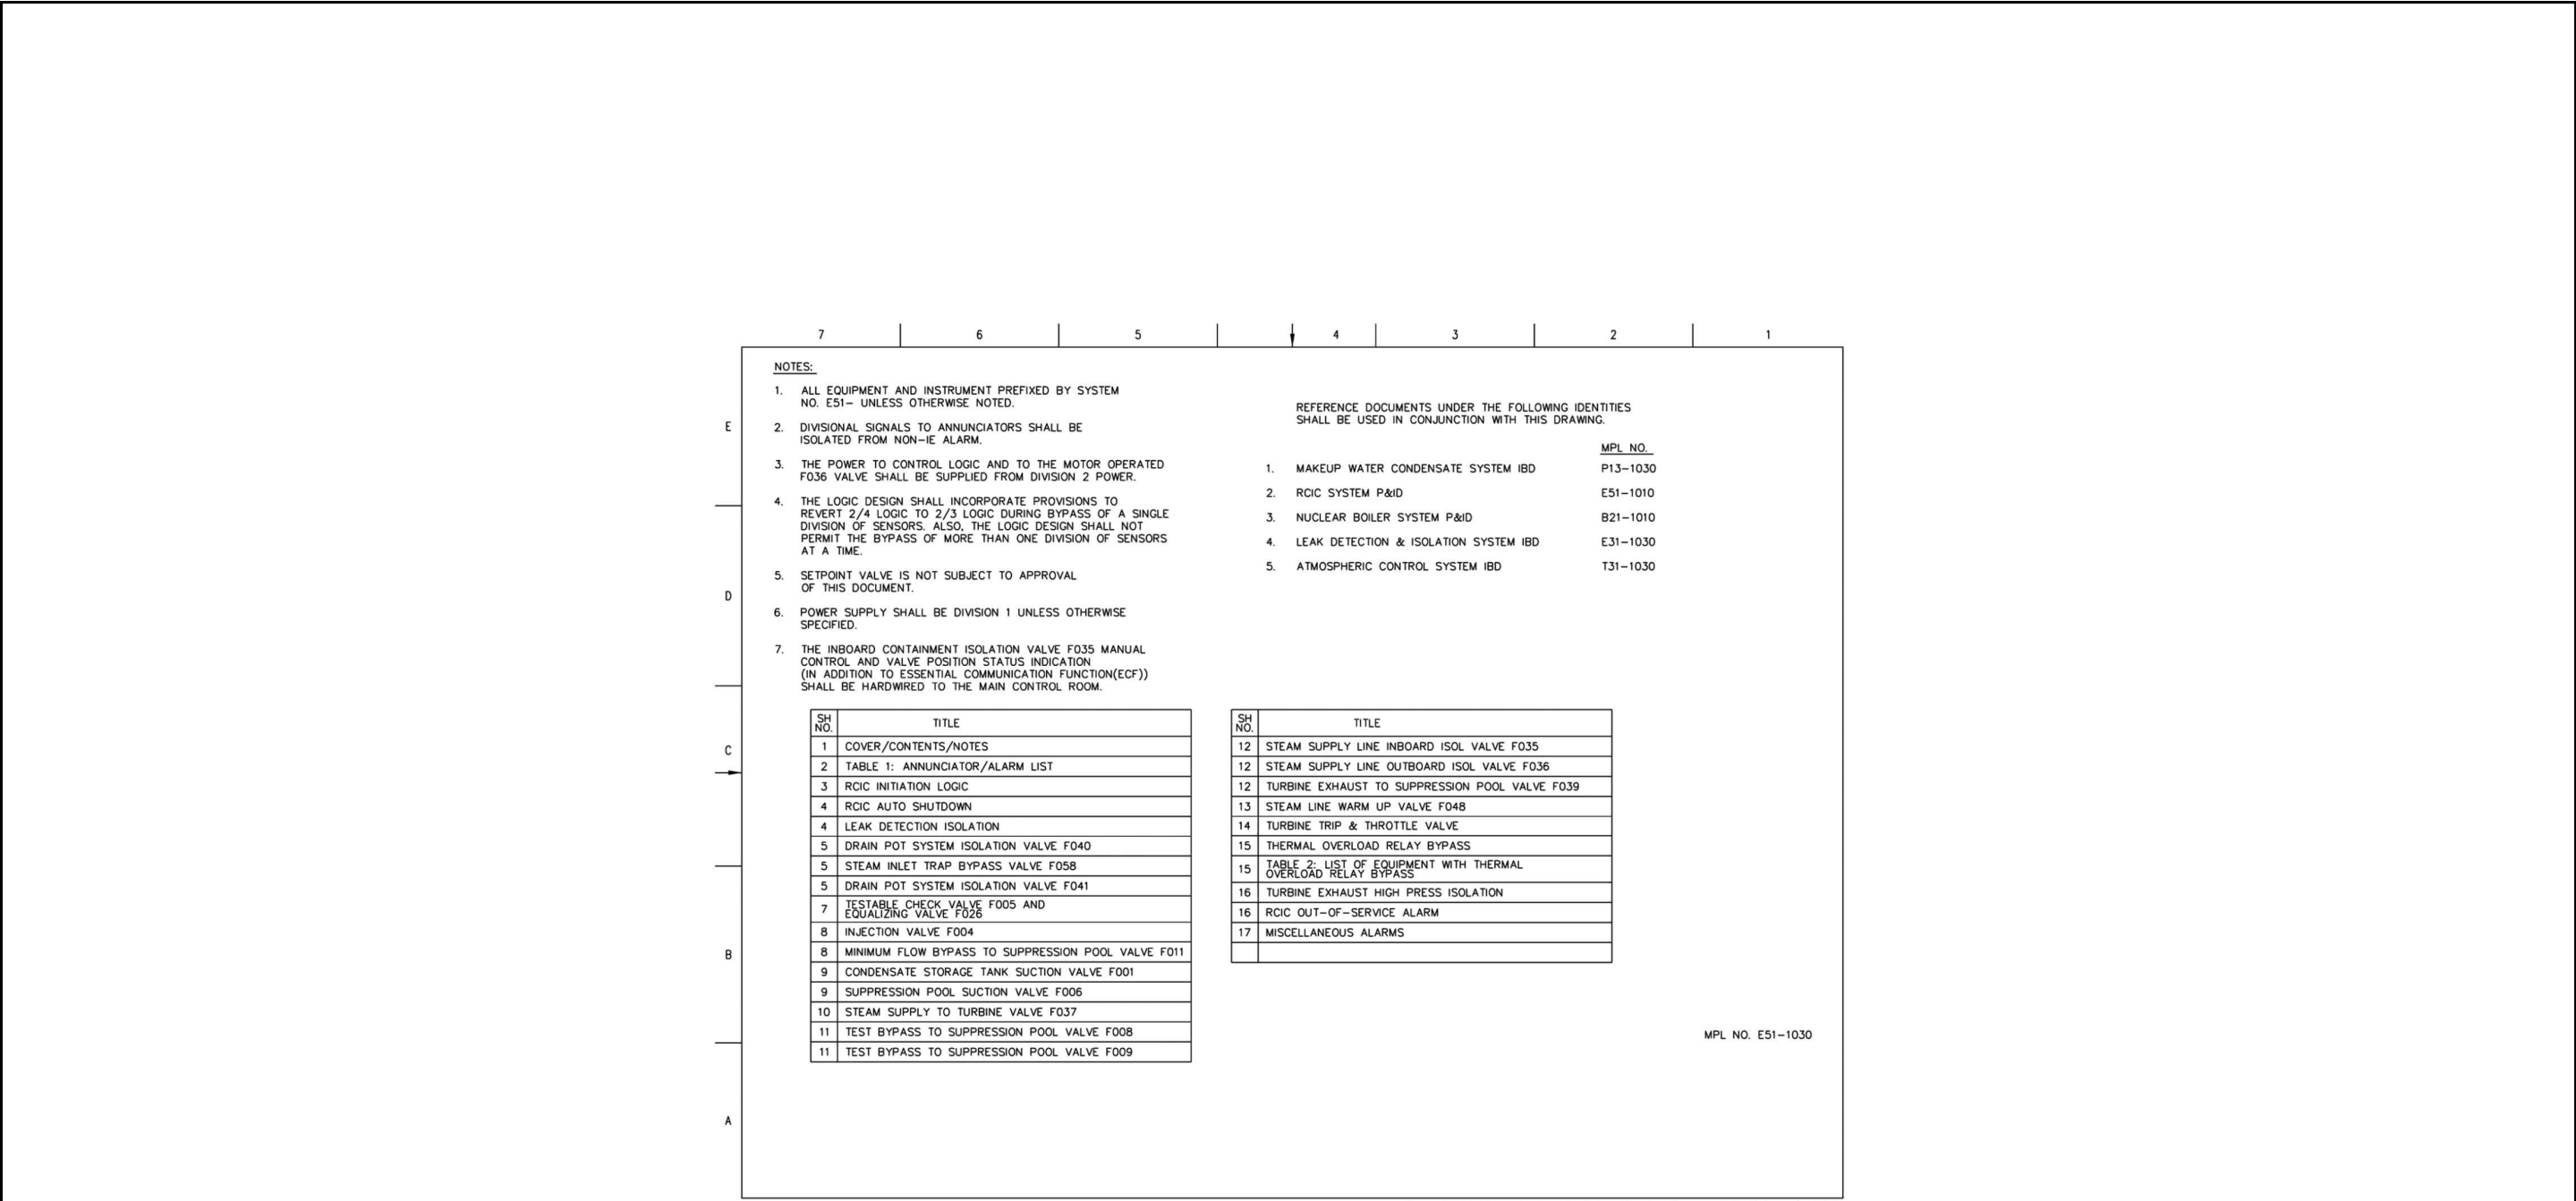 7 6 5 4 3 2 1
NOTES:
1. ALL EQUIPMENT AND INSTRUMENT PREFIXED BY SYSTEM
NO. E51- UNLESS OTHERWISE NOTED.
2. DIVISIONAL SIGNALS TO ANNUNCIATORS SHALL BE
ISOLATED FROM NON-IE ALARM.
3. THE POWER TO CONTROL LOGIC AND TO THE MOTOR OPERATED
F036 VALVE SHALL BE SUPPLIED FROM DIVISION 2 POWER.
4. THE LOGIC DESIGN SHALL INCORPORATE PROVISIONS TO
REVERT 2/4 LOGIC TO 2/3 LOGIC DURING BYPASS OF A SINGLE
DIVISION OF SENSORS. ALSO, THE LOGIC DESIGN SHALL NOT
PERMIT THE BYPASS OF MORE THAN ONE DIVISION OF SENSORS
AT A TIME.
5. SETPOINT VALVE IS NOT SUBJECT TO APPROVAL
OF THIS DOCUMENT.
6. POWER SUPPLY SHALL BE DIVISION 1 UNLESS OTHERWISE
SPECIFIED.
7. THE INBOARD CONTAINMENT ISOLATION VALVE F035 MANUAL
CONTROL AND VALVE POSITION STATUS INDICATION
(IN ADDITION TO ESSENTIAL COMMUNICATION FUNCTION(ECF))
SHALL BE HARDWIRED TO THE MAIN CONTROL ROOM.
REFERENCE DOCUMENTS UNDER THE FOLLOWING IDENTITIES
SHALL BE USED IN CONJUNCTION WITH THIS DRAWING.
MPL NO.
1. MAKEUP WATER CONDENSATE SYSTEM IBD P13-1030
2. RCIC SYSTEM P&ID E51-1010
3. NUCLEAR BOILER SYSTEM P&ID B21-1010
4. LEAK DETECTION & ISOLATION SYSTEM IBD E31-1030
5. ATMOSPHERIC CONTROL SYSTEM IBD T31-1030
SH
NO. TITLE
1 COVER/CONTENTS/NOTES
2 TABLE 1: ANNUNCIATOR/ALARM LIST
3 RCIC INITIATION LOGIC
4 RCIC AUTO SHUTDOWN
4 LEAK DETECTION ISOLATION
5 DRAIN POT SYSTEM ISOLATION VALVE F040
5 STEAM INLET TRAP BYPASS VALVE F058
5 DRAIN POT SYSTEM ISOLATION VALVE F041
7 TESTABLE CHECK VALVE F005 AND
EQUALIZING VALVE F026
8 INJECTION VALVE F004
8 MINIMUM FLOW BYPASS TO SUPPRESSION POOL VALVE F011
9 CONDENSATE STORAGE TANK SUCTION VALVE F001
9 SUPPRESSION POOL SUCTION VALVE F006
10 STEAM SUPPLY TO TURBINE VALVE F037
11 TEST BYPASS TO SUPPRESSION POOL VALVE F008
11 TEST BYPASS TO SUPPRESSION POOL VALVE F009
SH
NO. TITLE
12 STEAM SUPPLY LINE INBOARD ISOL VALVE F035
12 STEAM SUPPLY LINE OUTBOARD ISOL VALVE F036
12 TURBINE EXHAUST TO SUPPRESSION POOL VALVE F039
13 STEAM LINE WARM UP VALVE F048
14 TURBINE TRIP & THROTTLE VALVE
15 THERMAL OVERLOAD RELAY BYPASS
15 TABLE 2: LIST OF EQUIPMENT WITH THERMAL
OVERLOAD RELAY BYPASS
16 TURBINE EXHAUST HIGH PRESS ISOLATION
16 RCIC OUT-OF-SERVICE ALARM
17 MISCELLANEOUS ALARMS
MPL NO. E51-1030
E
D
C
B
A